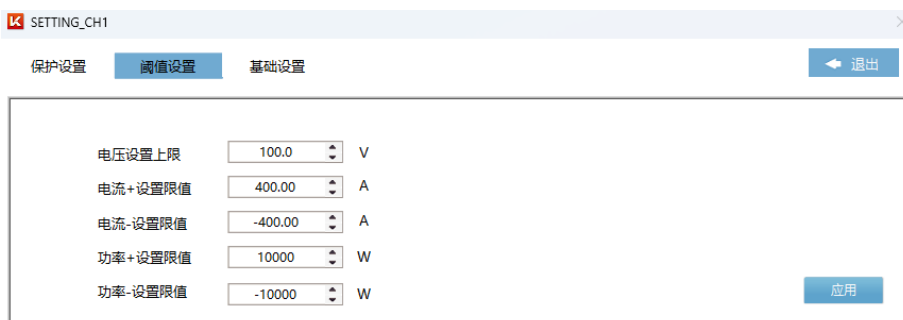 SETTING_CH1
保护设置 阈值设置 基础设置 退出
电压设置上限 100.0 V
电流+设置限值 400.00 A
电流-设置限值 -400.00 A
功率+设置限值 10000 W
功率-设置限值 -10000 W
应用